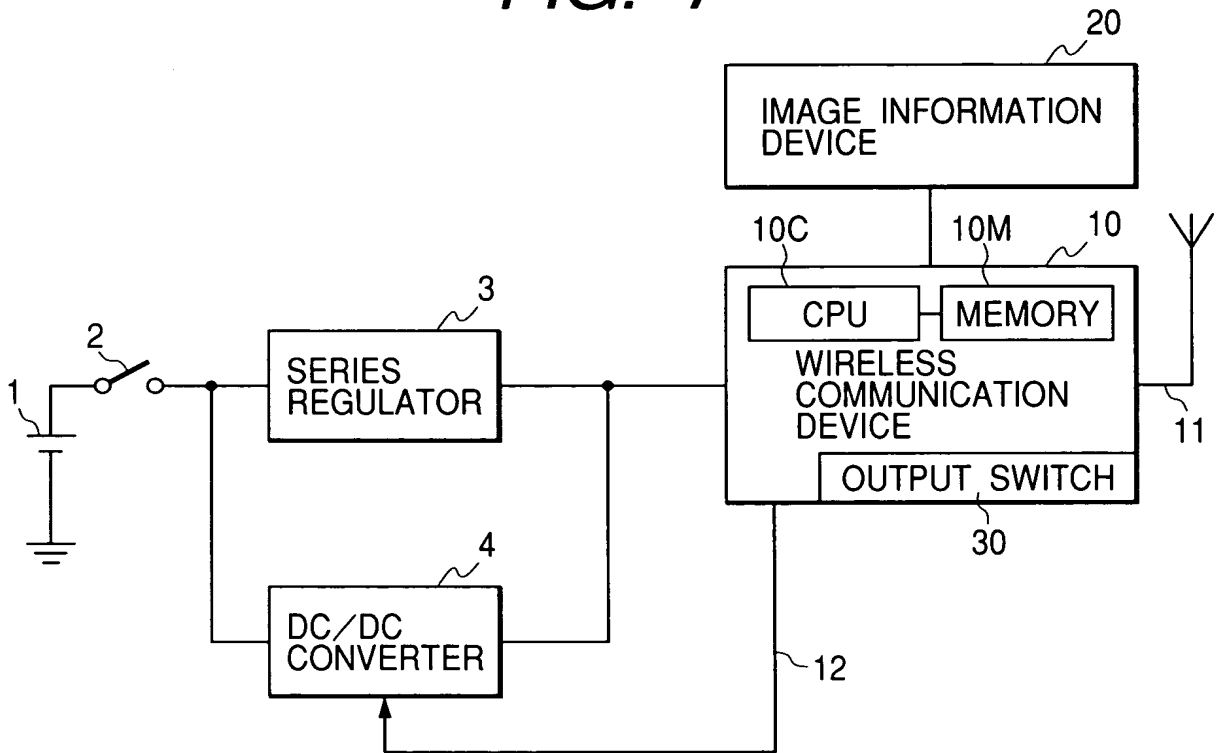 FIG.
20
IMAGE INFORMATION
DEVICE
10C
10M
10
CPU
MEMORY
WIRELESS
COMMUNICATION
DEVICE
11
OUTPUT SWITCH
30
3
SERIES
REGULATOR
2
1
4
DC/DC
CONVERTER
12